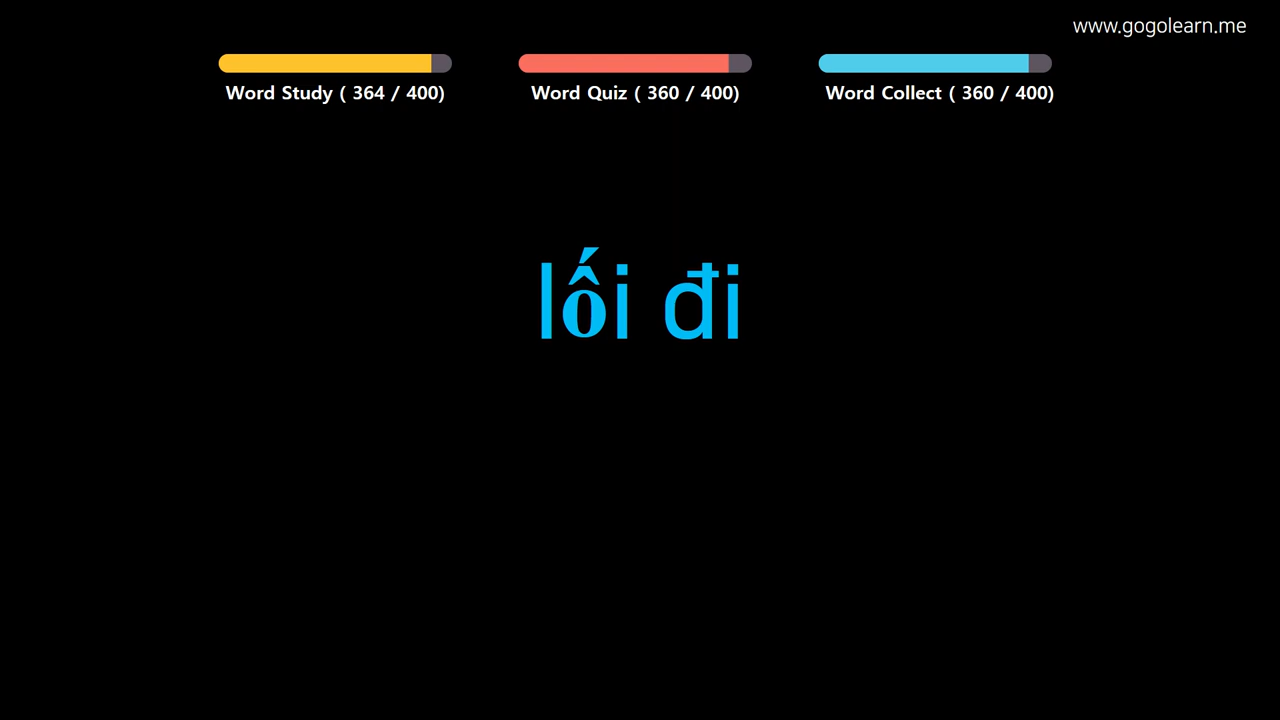 www.gogolearn.me
Word Study ( 364 / 400)
Word Quiz ( 360 / 400)
Word Collect ( 360 / 400)
lối đi